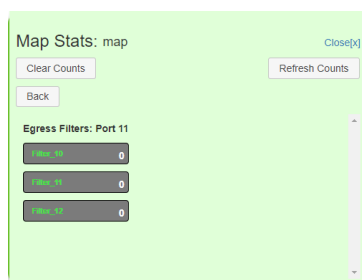 Map Stats: map
Close[x]
Clear Counts
Refresh Counts
Back
Egress Filters: Port 11
Filter_10 0
Filter_11 0
Filter_12 0